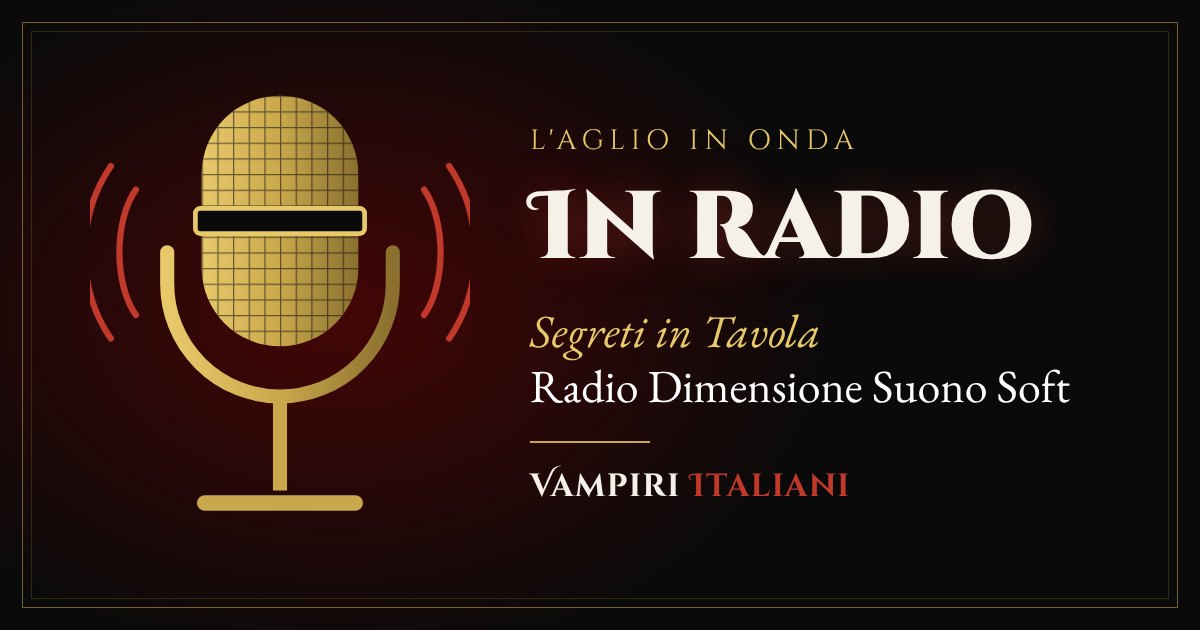 L'AGLIO IN ONDA
IN RADIO
Segreti in Tavola
Radio Dimensione Suono Soft
VAMPIRI ITALIANI